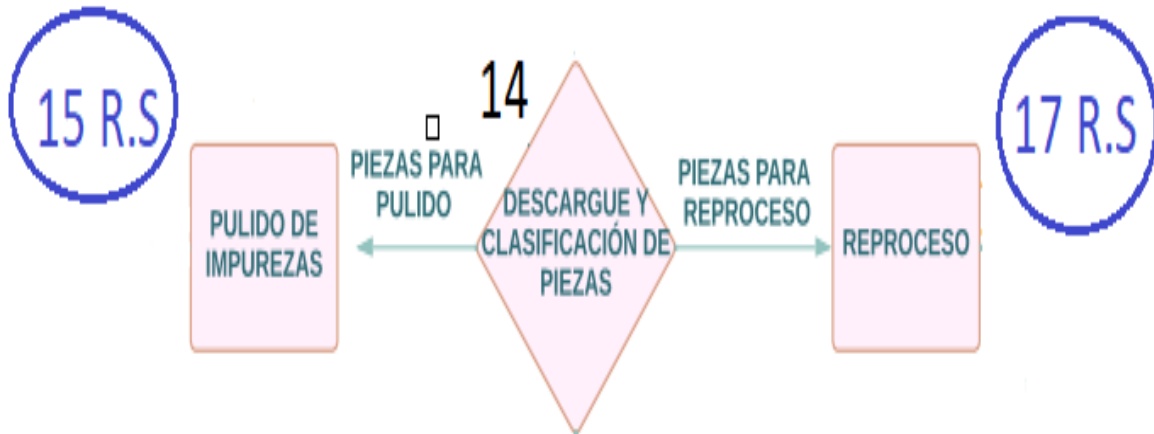 15 R.S
PULIDO DE
IMPUREZAS
PIEZAS PARA
PULIDO
14
DESCARGUE Y
CLASIFICACIÓN DE
PIEZAS
PIEZAS PARA
REPROCESO
REPROCESO
17 R.S